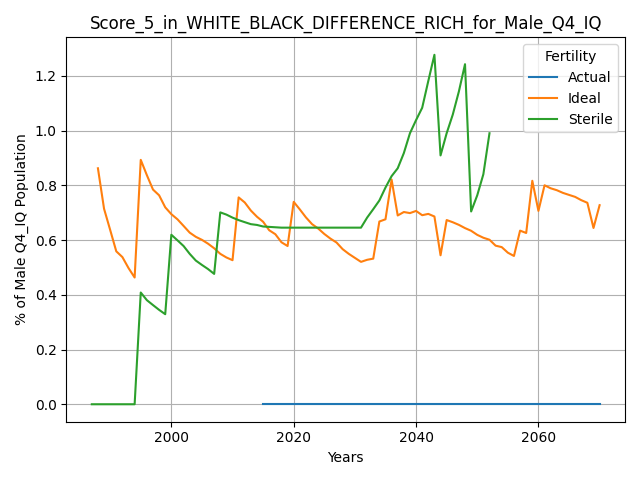 Score_5_in_WHITE_BLACK_DIFFERENCE_RICH_for_Male_Q4_IQ
Fertility
Actual
Ideal
Sterile
% of Male Q4_IQ Population
1.2
1.0
0.8
0.6
0.4
0.2
0.0
2000 2020 2040 2060
Years